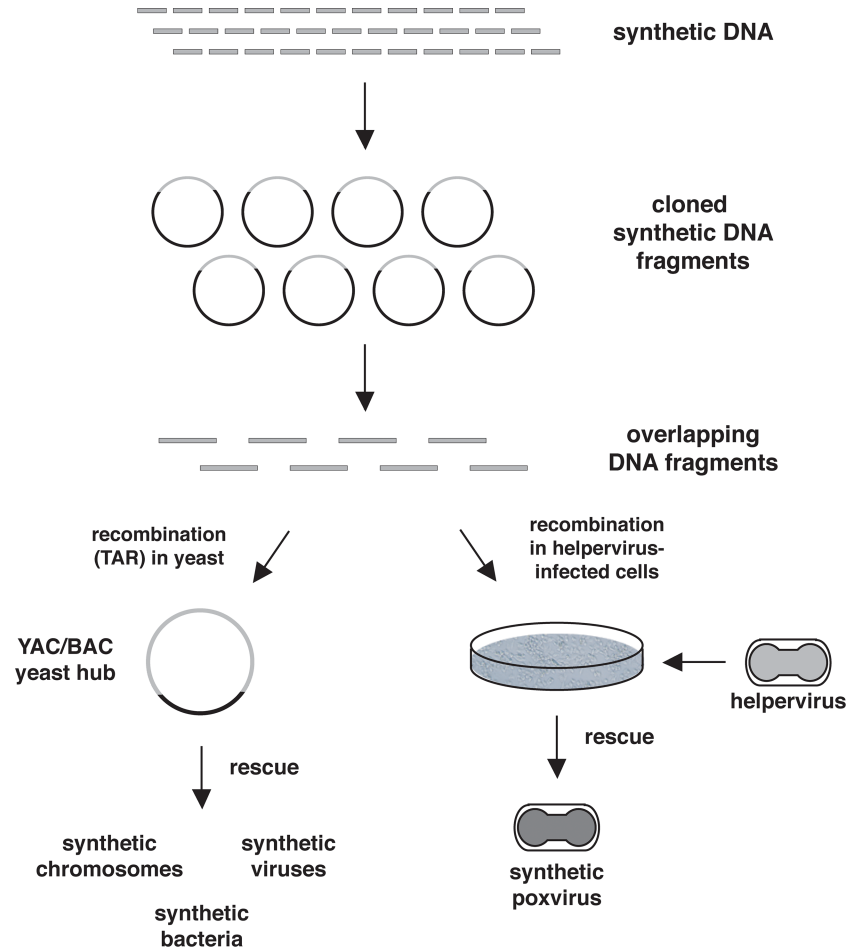 synthetic DNA
cloned
synthetic DNA
fragments
overlapping
DNA fragments
recombination
(TAR) in yeast
recombination
in helpervirus-
infected cells
YAC/BAC
yeast hub
helpervirus
rescue
rescue
synthetic
chromosomes
synthetic
viruses
synthetic
bacteria
synthetic
poxvirus